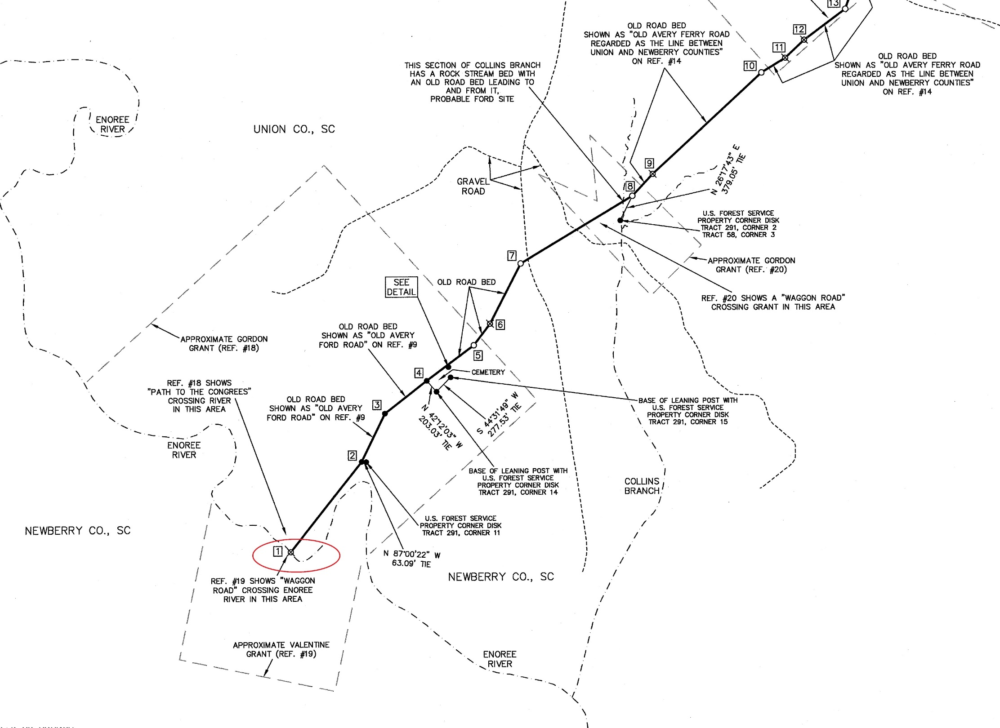 13
OLD ROAD BED
SHOWN AS "OLD AVERY FERRY ROAD
REGARDED AS THE LINE BETWEEN
UNION AND NEWBERRY COUNTIES"
ON REF. #14
12
11
10
OLD ROAD BED
SHOWN AS "OLD AVERY FERRY ROAD
REGARDED AS THE LINE BETWEEN
UNION AND NEWBERRY COUNTIES"
ON REF. #14
THIS SECTION OF COLLINS BRANCH
HAS A ROCK STREAM BED WITH
AN OLD ROAD BED LEADING TO
AND FROM IT,
PROBABLE FORD SITE
ENOREE
RIVER
UNION CO., SC
GRAVEL
ROAD
9
8
N 26°17'43" E
379.05' TIE
U.S. FOREST SERVICE
PROPERTY CORNER DISK
TRACT 291, CORNER 2
TRACT 58, CORNER 3
7
APPROXIMATE GORDON
GRANT (REF. #20)
SEE
DETAIL
OLD ROAD BED
REF. #20 SHOWS A "WAGGON ROAD"
CROSSING GRANT IN THIS AREA
6
OLD ROAD BED
SHOWN AS "OLD AVERY
FORD ROAD" ON REF. #9
APPROXIMATE GORDON
GRANT (REF. #18)
5
4
CEMETERY
REF. #18 SHOWS
"PATH TO THE CONGREES"
CROSSING RIVER
IN THIS AREA
OLD ROAD BED
SHOWN AS "OLD AVERY
FORD ROAD" ON REF. #9
3
N 42°12'03" W
203.03' TIE
S 44°31'49" W
277.53' TIE
BASE OF LEANING POST WITH
U.S. FOREST SERVICE
PROPERTY CORNER DISK
TRACT 291, CORNER 15
ENOREE
RIVER
2
BASE OF LEANING POST WITH
U.S. FOREST SERVICE
PROPERTY CORNER DISK
TRACT 291, CORNER 14
COLLINS
BRANCH
U.S. FOREST SERVICE
PROPERTY CORNER DISK
TRACT 291, CORNER 11
NEWBERRY CO., SC
1
N 87°00'22" W
63.09' TIE
REF. #19 SHOWS "WAGGON
ROAD" CROSSING ENOREE
RIVER IN THIS AREA
NEWBERRY CO., SC
APPROXIMATE VALENTINE
GRANT (REF. #19)
ENOREE
RIVER